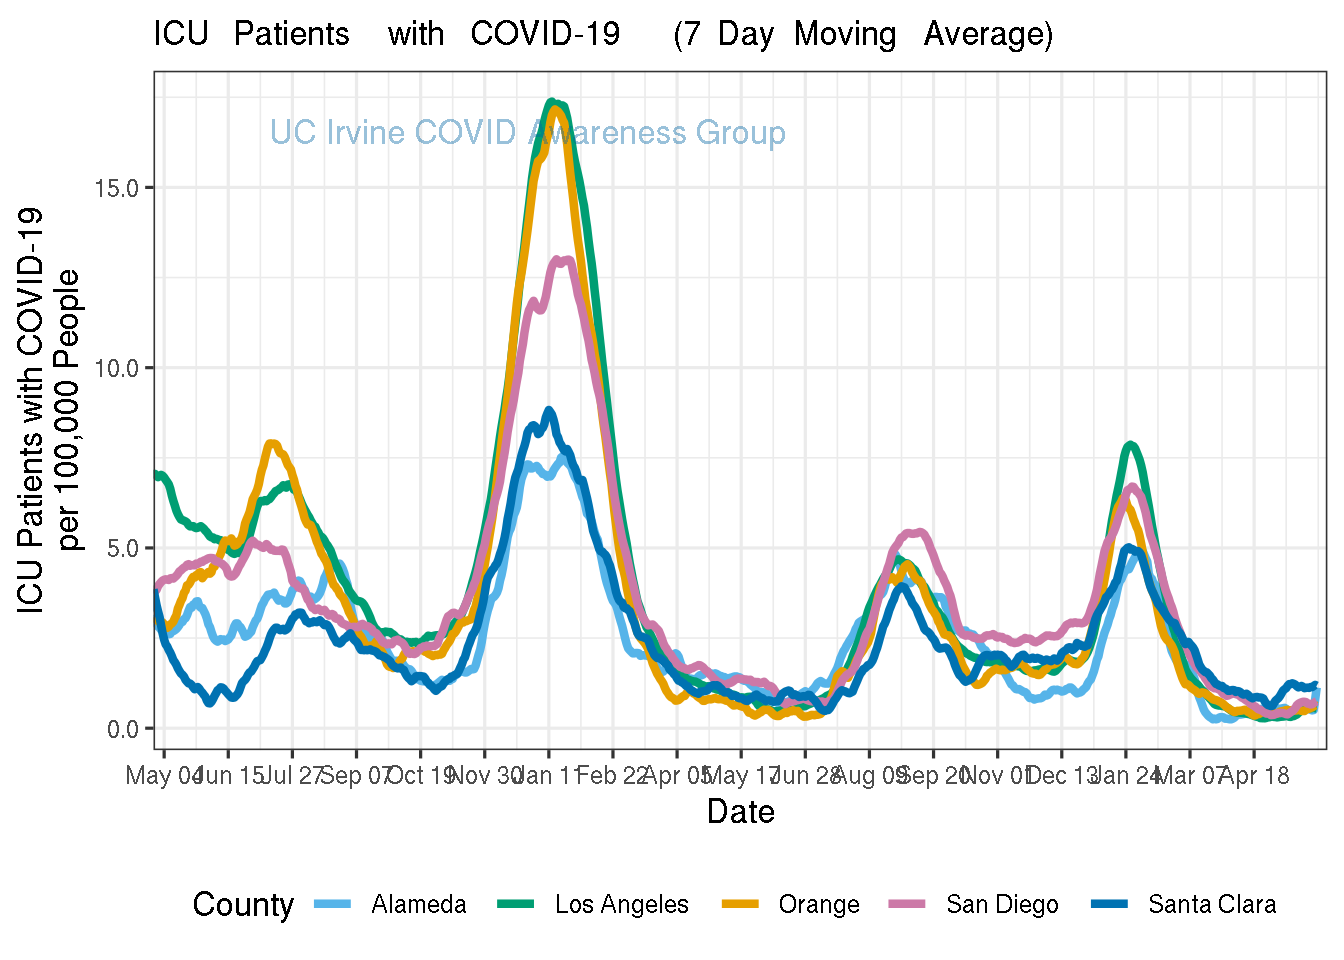 ICU Patients with COVID-19 (7 Day Moving Average)
UC Irvine COVID Awareness Group
ICU Patients with COVID-19
per 100,000 People
15.0
10.0
5.0
0.0
May 04 Jun 15 Jul 27 Sep 07 Oct 19 Nov 30 Jan 11 Feb 22 Apr 05 May 17 Jun 28 Aug 09 Sep 20 Nov 01 Dec 13 Jan 24 Mar 07 Apr 18
Date
County Alameda Los Angeles Orange San Diego Santa Clara